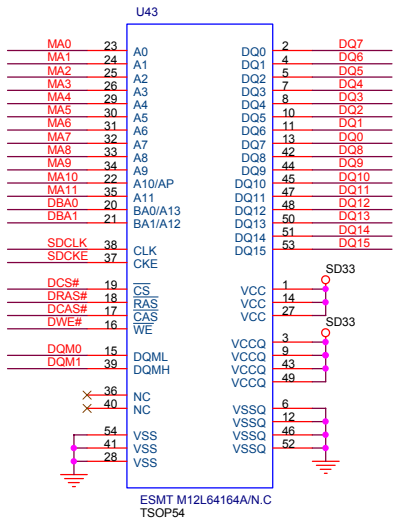 U43
MA0 23 A0 DQ0 2 DQ7
MA1 24 A1 DQ1 4 DQ6
MA2 25 A2 DQ2 5 DQ5
MA3 26 A3 DQ3 7 DQ4
MA4 29 A4 DQ4 8 DQ3
MA5 30 A5 DQ5 10 DQ2
MA6 31 A6 DQ6 11 DQ1
MA7 32 A7 DQ7 13 DQ0
MA8 33 A8 DQ8 42 DQ8
MA9 34 A9 DQ9 44 DQ9
MA10 22 A10/AP DQ10 45 DQ10
MA11 35 A11 DQ11 47 DQ11
DBA0 20 BA0/A13 DQ12 48 DQ12
DBA1 21 BA1/A12 DQ13 50 DQ13
DQ14 51 DQ14
SDCLK 38 CLK DQ15 53 DQ15
SDCKE 37 CKE
SD33
DCS# 19 CS VCC 1
DRAS# 18 RAS VCC 14
DCAS# 17 CAS VCC 27
DWE# 16 WE
SD33
VCCQ 3
DQM0 15 DQML VCCQ 9
DQM1 39 DQMH VCCQ 43
VCCQ 49
36 NC
40 NC VSSQ 6
VSSQ 12
54 VSS VSSQ 46
41 VSS VSSQ 52
28 VSS
ESMT M12L64164A/N.C
TSOP54